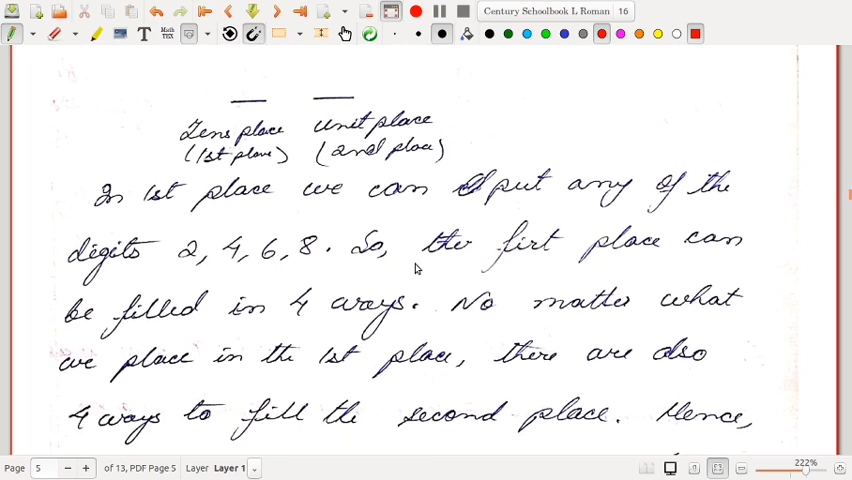 Century Schoolbook L Roman 16
Math TEX T
Tens place Unit place
(1st place) (2nd place)
In 1st place we can put any of the
digits 2, 4, 6, 8. So, the first place can
be filled in 4 ways. No matter what
we place in the 1st place, there are also
4 ways to fill the second place. Hence,
Page 5 of 13, PDF Page 5 Layer Layer 1 222%